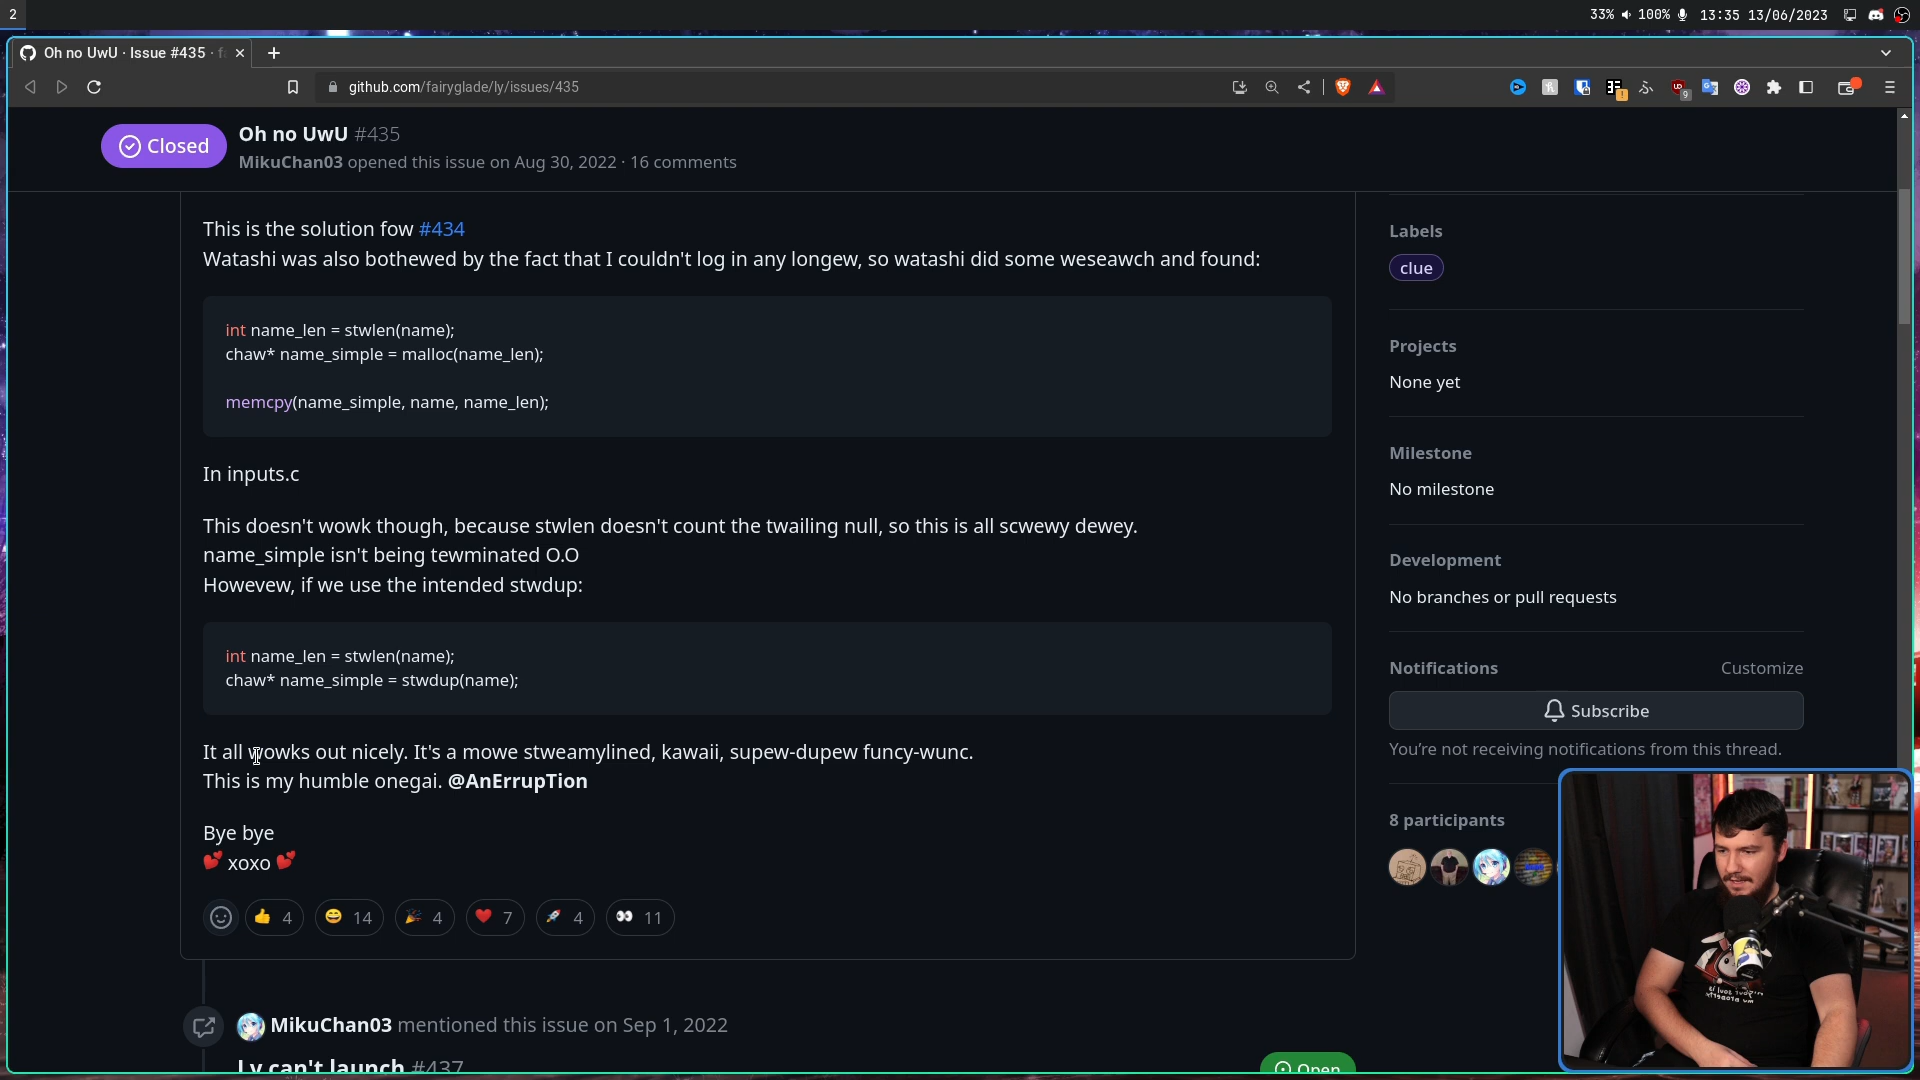 2
33% 100% 13:35 13/06/2023
Oh no UwU · Issue #435 · f
github.com/fairyglade/ly/issues/435
9
Closed
Oh no UwU #435
MikuChan03 opened this issue on Aug 30, 2022 · 16 comments
This is the solution fow #434
Watashi was also bothewed by the fact that I couldn't log in any longew, so watashi did some weseawch and found:
int name_len = stwlen(name);
chaw* name_simple = malloc(name_len);
memcpy(name_simple, name, name_len);
In inputs.c
This doesn't wowk though, because stwlen doesn't count the twailing null, so this is all scwewy dewey.
name_simple isn't being tewminated O.O
Howevew, if we use the intended stwdup:
int name_len = stwlen(name);
chaw* name_simple = stwdup(name);
It all wowks out nicely. It's a mowe stweamylined, kawaii, supew-dupew funcy-wunc.
This is my humble onegai. @AnErrupTion
Bye bye
💕 xoxo 💕
👍 4 😄 14 🎉 4 ❤️ 7 🚀 4 👀 11
MikuChan03 mentioned this issue on Sep 1, 2022
Ly can't launch #437
Open
Labels
clue
Projects
None yet
Milestone
No milestone
Development
No branches or pull requests
Notifications Customize
Subscribe
You're not receiving notifications from this thread.
8 participants